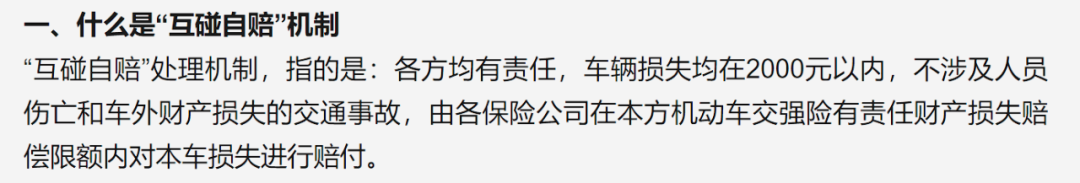 一、什么是“互碰自赔”机制
“互碰自赔”处理机制，指的是：各方均有责任，车辆损失均在2000元以内，不涉及人员
伤亡和车外财产损失的交通事故，由各保险公司在本方机动车交强险有责任财产损失赔
偿限额内对本车损失进行赔付。